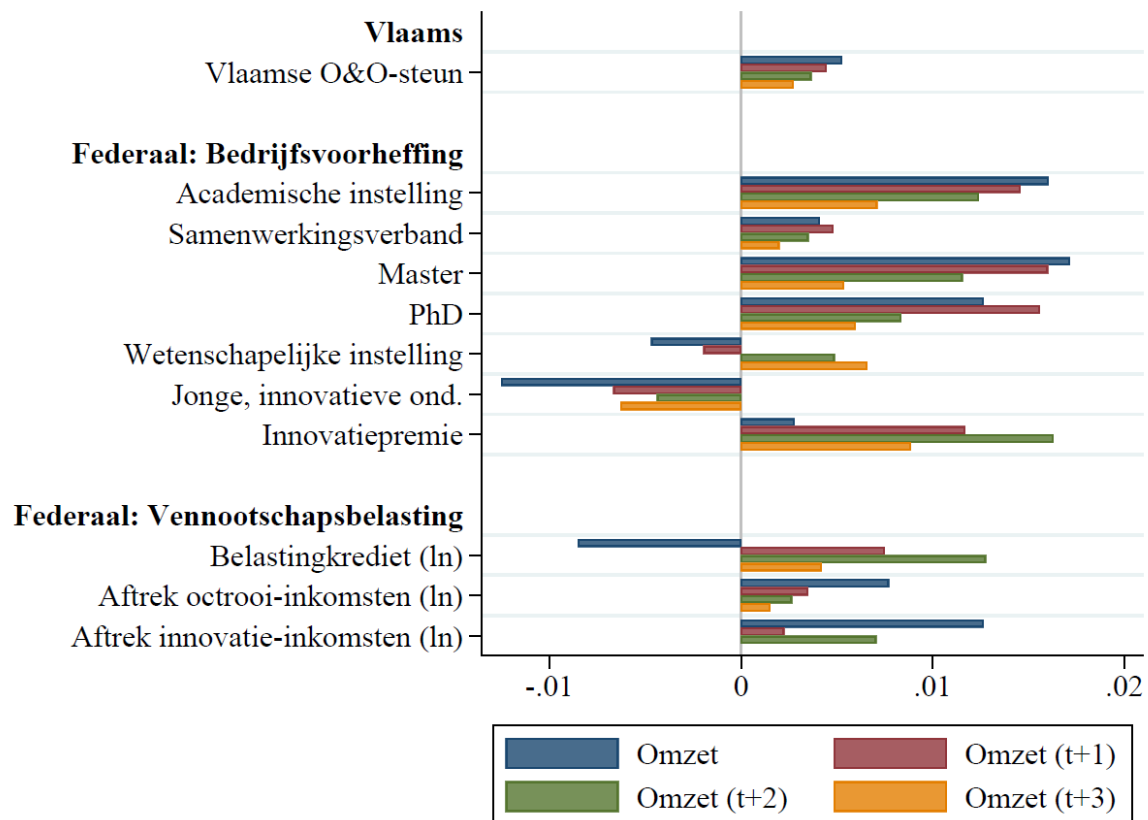 Vlaams
Vlaamse O&O-steun
Federaal: Bedrijfsvoorheffing
Academische instelling
Samenwerkingsverband
Master
PhD
Wetenschapelijke instelling
Jonge, innovatieve ond.
Innovatiepremie
Federaal: Vennootschapsbelasting
Belastingkrediet (ln)
Aftrek octrooi-inkomsten (ln)
Aftrek innovatie-inkomsten (ln)
-.01 0 .01 .02
Omzet Omzet (t+1)
Omzet (t+2) Omzet (t+3)